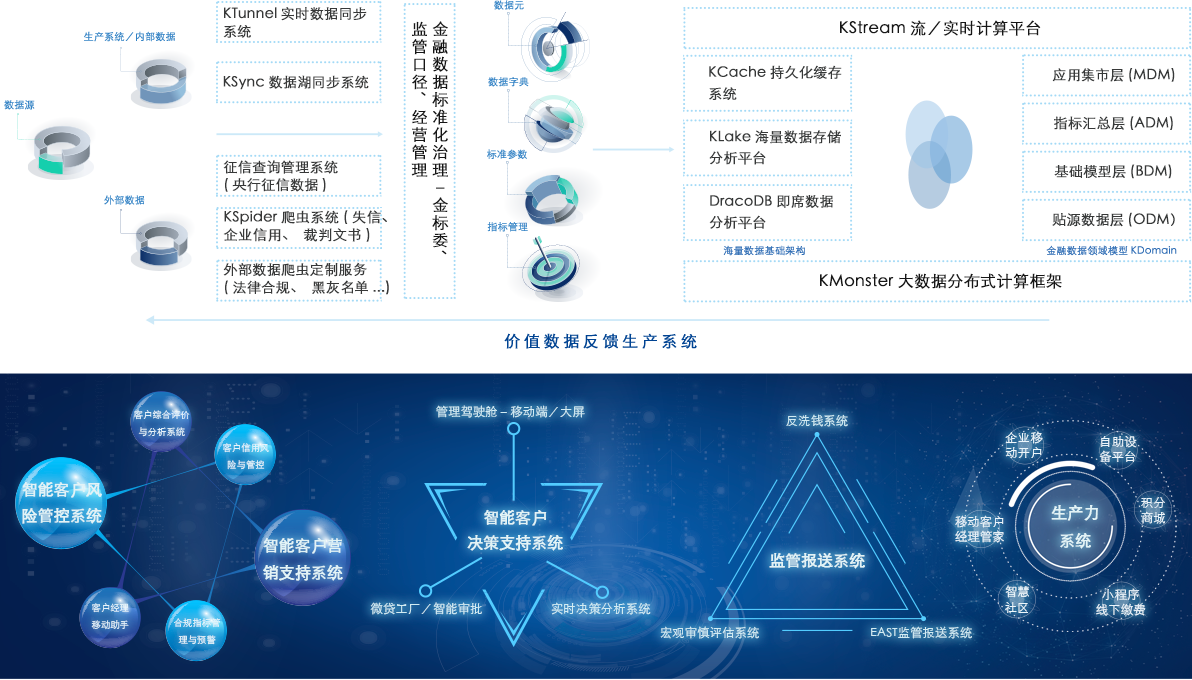 数据源
生产系统／内部数据
外部数据
KTunnel 实时数据同步
系统
KSync 数据湖同步系统
征信查询管理系统
( 央行征信数据 )
KSpider 爬虫系统 ( 失信、
企业信用、 裁判文书 )
外部数据爬虫定制服务
( 法律合规、 黑灰名单 ...)
金融数据标准化治理－金标委、
监管口径、经营管理
数据元
数据字典
标准参数
指标管理
KStream 流／实时计算平台
KCache 持久化缓存
系统
KLake 海量数据存储
分析平台
DracoDB 即席数据
分析平台
海量数据基础架构
应用集市层 (MDM)
指标汇总层 (ADM)
基础模型层 (BDM)
贴源数据层 (ODM)
金融数据领域模型 KDomain
KMonster 大数据分布式计算框架
价值数据反馈生产系统
客户综合评价
与分析系统
客户信用风
险与管控
智能客户风
险管控系统
智能客户营
销支持系统
客户经理
移动助手
合规指标管
理与预警
管理驾驶舱 – 移动端／大屏
智能客户
决策支持系统
微贷工厂／智能审批
实时决策分析系统
反洗钱系统
监管报送系统
宏观审慎评估系统
EAST监管报送系统
企业移
动开户
自助设
备平台
积分
商城
移动客户
经理管家
生产力
系统
智慧
社区
小程序
线下缴费